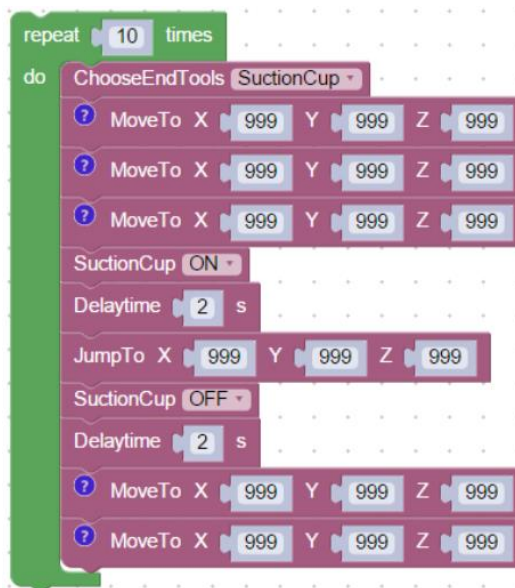 repeat 10 times
do ChooseEndTools SuctionCup
? MoveTo X 999 Y 999 Z 999
? MoveTo X 999 Y 999 Z 999
? MoveTo X 999 Y 999 Z 999
SuctionCup ON
Delaytime 2 s
JumpTo X 999 Y 999 Z 999
SuctionCup OFF
Delaytime 2 s
? MoveTo X 999 Y 999 Z 999
? MoveTo X 999 Y 999 Z 999